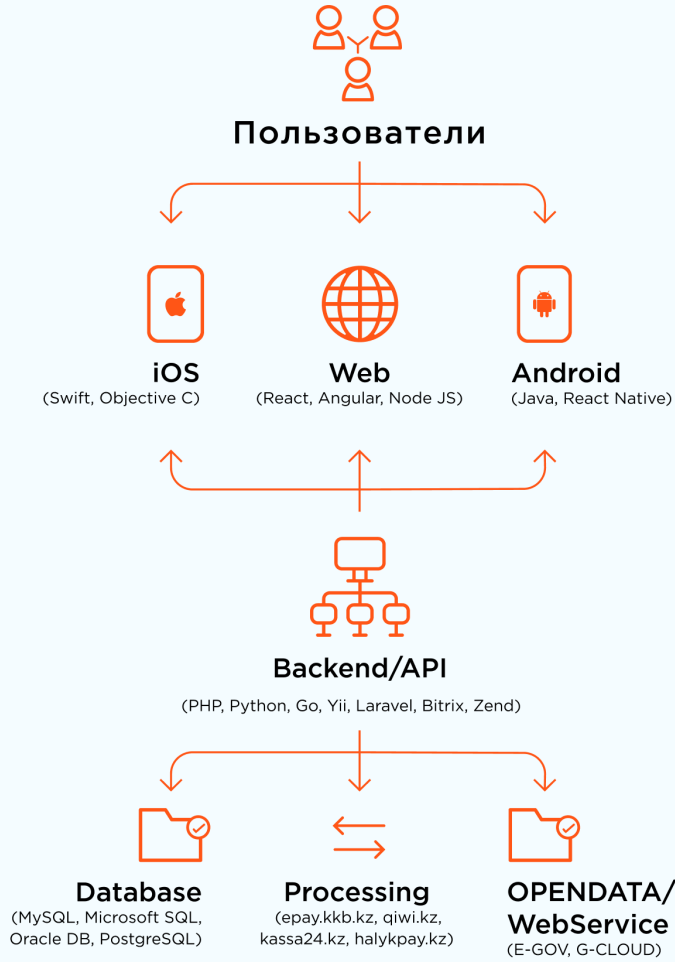 Пользователи
iOS
(Swift, Objective C)
Web
(React, Angular, Node JS)
Android
(Java, React Native)
Backend/API
(PHP, Python, Go, Yii, Laravel, Bitrix, Zend)
Database
(MySQL, Microsoft SQL,
Oracle DB, PostgreSQL)
Processing
(epay.kkb.kz, qiwi.kz,
kassa24.kz, halykpay.kz)
OPENDATA/
WebService
(E-GOV, G-CLOUD)